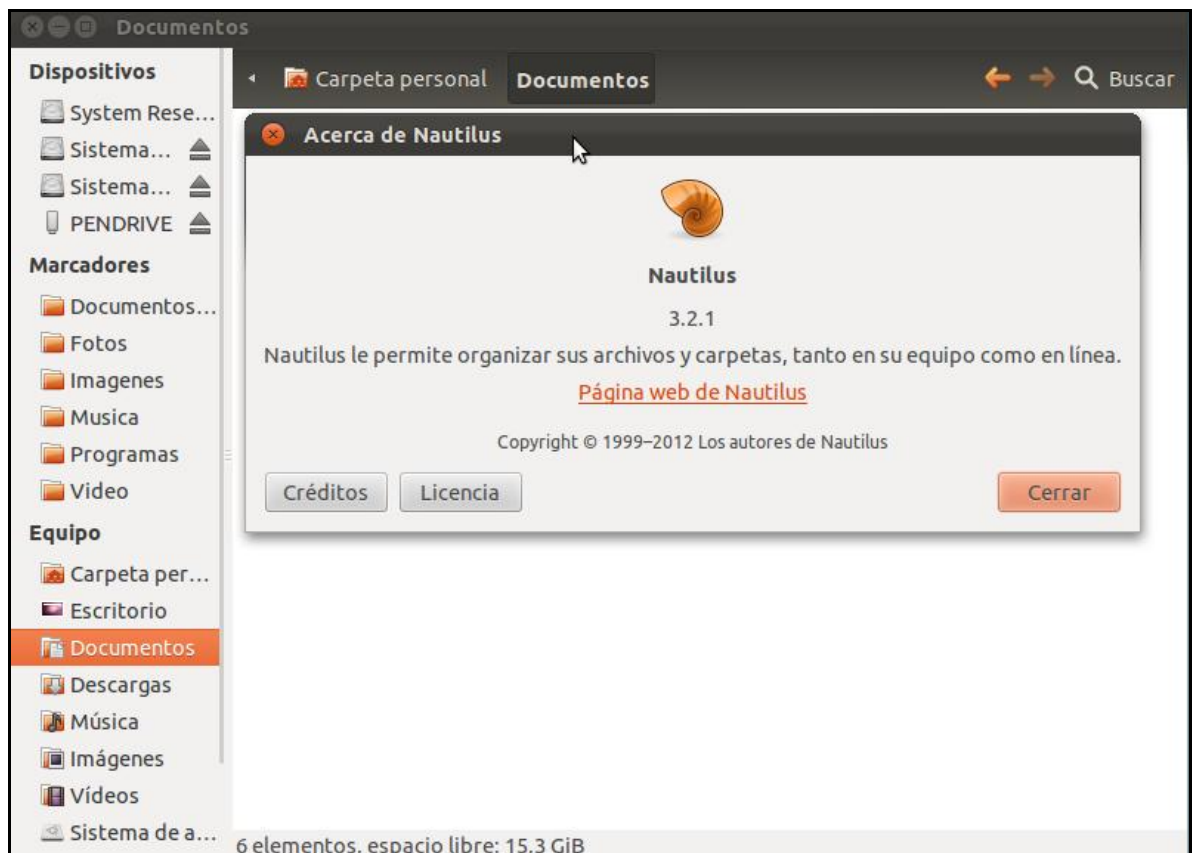 Documentos
Dispositivos
System Rese...
Sistema...
Sistema...
PENDRIVE
Marcadores
Documentos...
Fotos
Imagenes
Musica
Programas
Video
Equipo
Carpeta per...
Escritorio
Documentos
Descargas
Música
Imágenes
Vídeos
Sistema de a...
Carpeta personal Documentos Buscar
Acerca de Nautilus
Nautilus
3.2.1
Nautilus le permite organizar sus archivos y carpetas, tanto en su equipo como en línea.
Página web de Nautilus
Copyright © 1999–2012 Los autores de Nautilus
Créditos Licencia Cerrar
6 elementos, espacio libre: 15,3 GiB